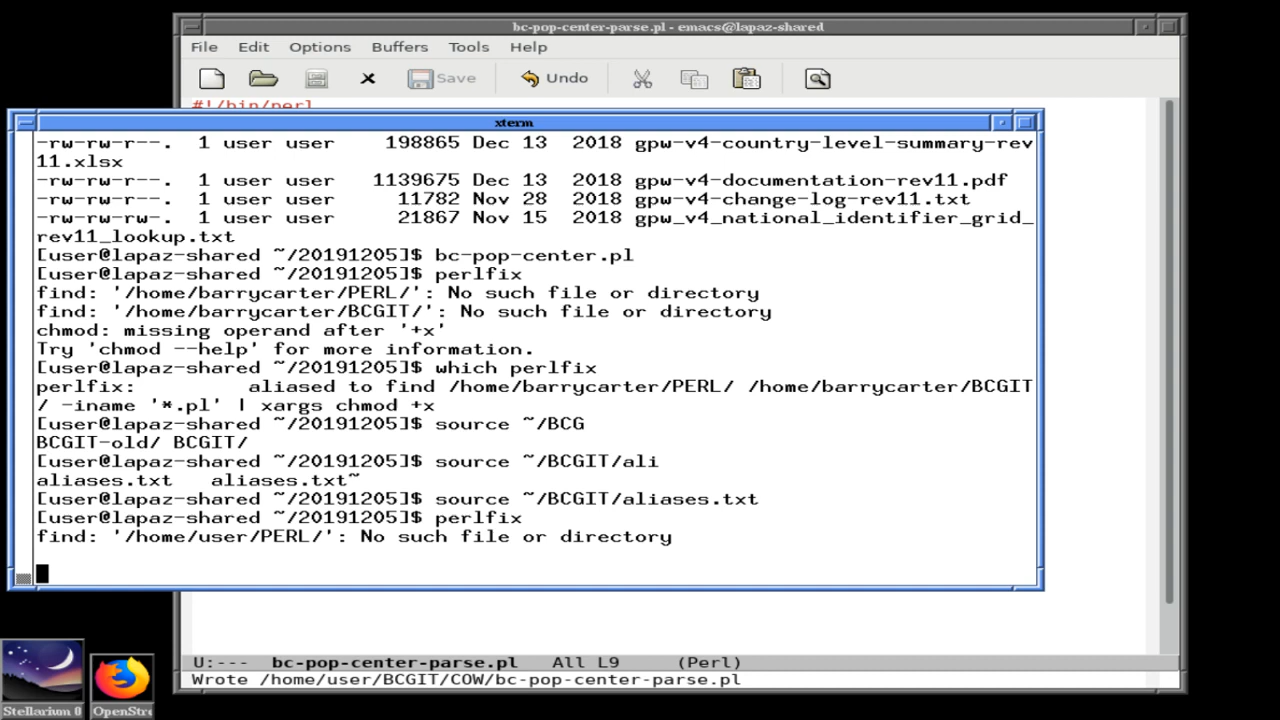 bc-pop-center-parse.pl - emacs@lapaz-shared
File Edit Options Buffers Tools Help
Save Undo
#!/bin/perl
xterm
-rw-rw-r--. 1 user user 198865 Dec 13 2018 gpw-v4-country-level-summary-rev
11.xlsx
-rw-rw-r--. 1 user user 1139675 Dec 13 2018 gpw-v4-documentation-rev11.pdf
-rw-rw-r--. 1 user user 11782 Nov 28 2018 gpw-v4-change-log-rev11.txt
-rw-rw-rw-. 1 user user 21867 Nov 15 2018 gpw_v4_national_identifier_grid_
rev11_lookup.txt
[user@lapaz-shared ~/20191205]$ bc-pop-center.pl
[user@lapaz-shared ~/20191205]$ perlfix
find: '/home/barrycarter/PERL/': No such file or directory
find: '/home/barrycarter/BCGIT/': No such file or directory
chmod: missing operand after '+x'
Try 'chmod --help' for more information.
[user@lapaz-shared ~/20191205]$ which perlfix
perlfix: aliased to find /home/barrycarter/PERL/ /home/barrycarter/BCGIT
/ -iname '*.pl' | xargs chmod +x
[user@lapaz-shared ~/20191205]$ source ~/BCG
BCGIT-old/ BCGIT/
[user@lapaz-shared ~/20191205]$ source ~/BCGIT/ali
aliases.txt aliases.txt~
[user@lapaz-shared ~/20191205]$ source ~/BCGIT/aliases.txt
[user@lapaz-shared ~/20191205]$ perlfix
find: '/home/user/PERL/': No such file or directory
U:--- bc-pop-center-parse.pl All L9 (Perl)
Wrote /home/user/BCGIT/COW/bc-pop-center-parse.pl
Stellarium 0
OpenStre